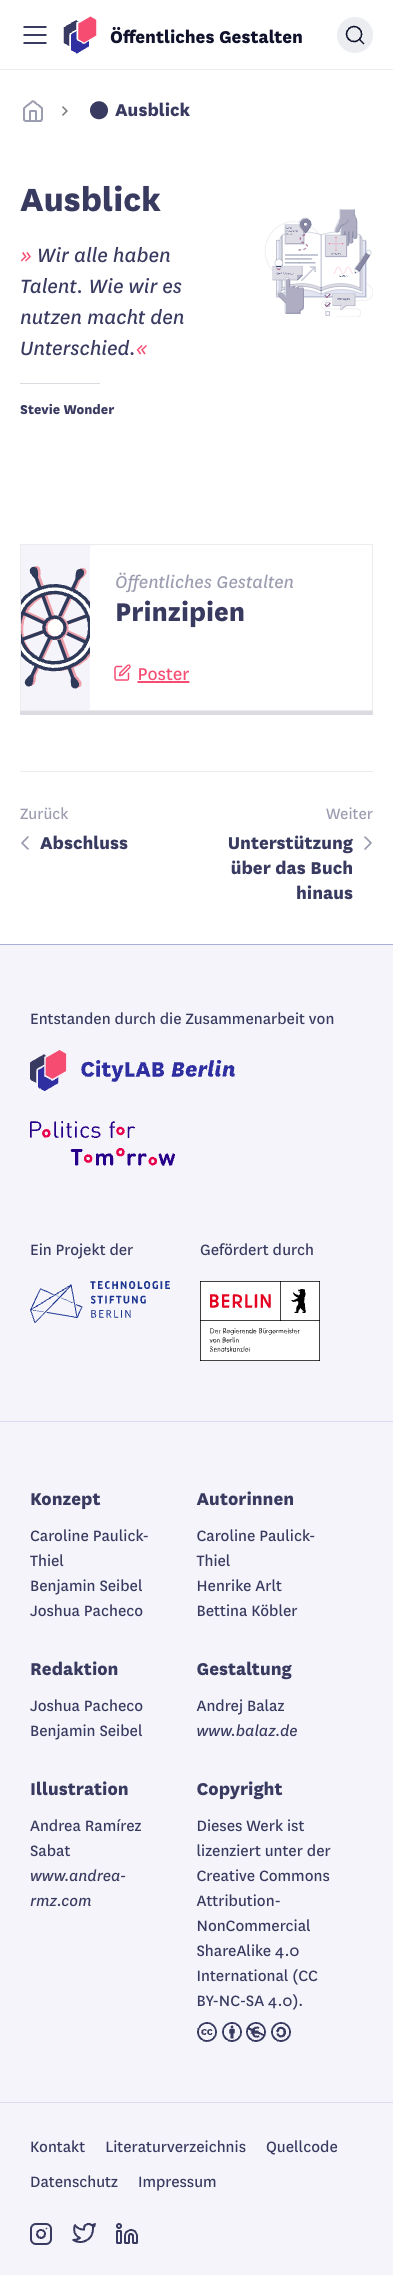 Öffentliches Gestalten
Ausblick
Ausblick
» Wir alle haben
Talent. Wie wir es
nutzen macht den
Unterschied.«
Stevie Wonder
Öffentliches Gestalten
Prinzipien
Poster
Zurück
Weiter
Abschluss
Unterstützung
über das Buch
hinaus
Entstanden durch die Zusammenarbeit von
CityLAB Berlin
Politics for
Tomorrow
Ein Projekt der
Gefördert durch
TECHNOLOGIE
STIFTUNG
BERLIN
BERLIN
Der Regierende Bürgermeister
von Berlin
Senatskanzlei
Konzept
Caroline Paulick-
Thiel
Benjamin Seibel
Joshua Pacheco
Autorinnen
Caroline Paulick-
Thiel
Henrike Arlt
Bettina Köbler
Redaktion
Joshua Pacheco
Benjamin Seibel
Gestaltung
Andrej Balaz
www.balaz.de
Illustration
Andrea Ramírez
Sabat
www.andrea-
rmz.com
Copyright
Dieses Werk ist
lizenziert unter der
Creative Commons
Attribution-
NonCommercial
ShareAlike 4.0
International (CC
BY-NC-SA 4.0).
Kontakt Literaturverzeichnis Quellcode
Datenschutz Impressum